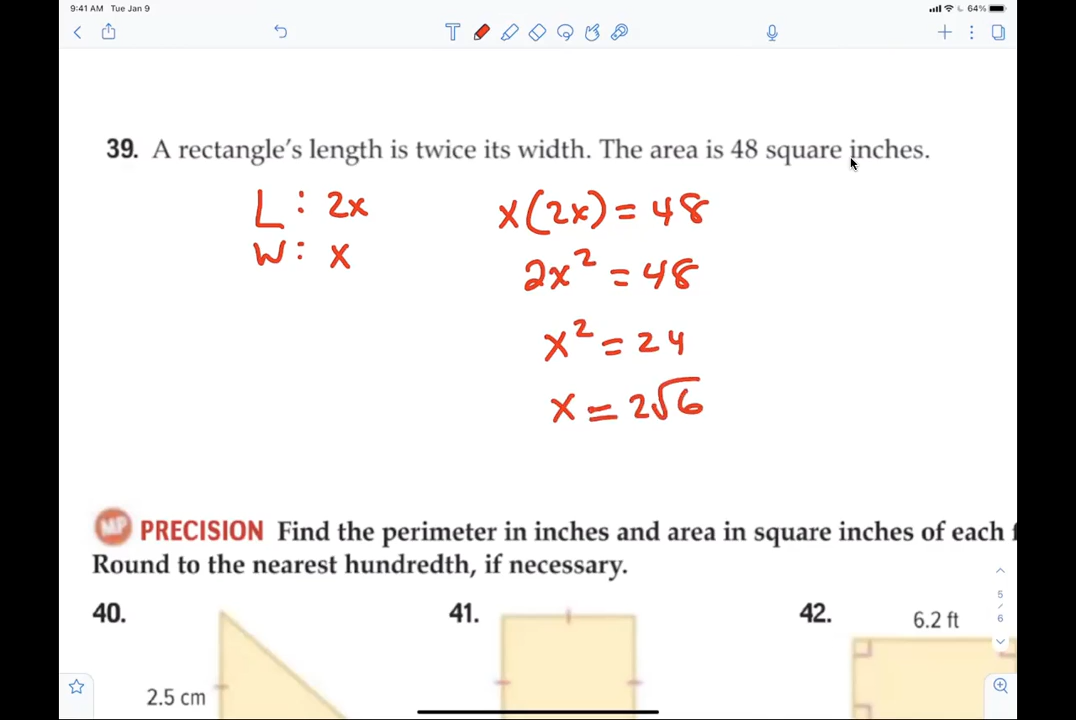 9:41 AM Tue Jan 9
64%
39. A rectangle's length is twice its width. The area is 48 square inches.
L: 2x
W: x
x(2x) = 48
2x² = 48
x² = 24
x = 2√6
MP PRECISION Find the perimeter in inches and area in square inches of each
Round to the nearest hundredth, if necessary.
40.
41.
42.
6.2 ft
2.5 cm
5
/
6